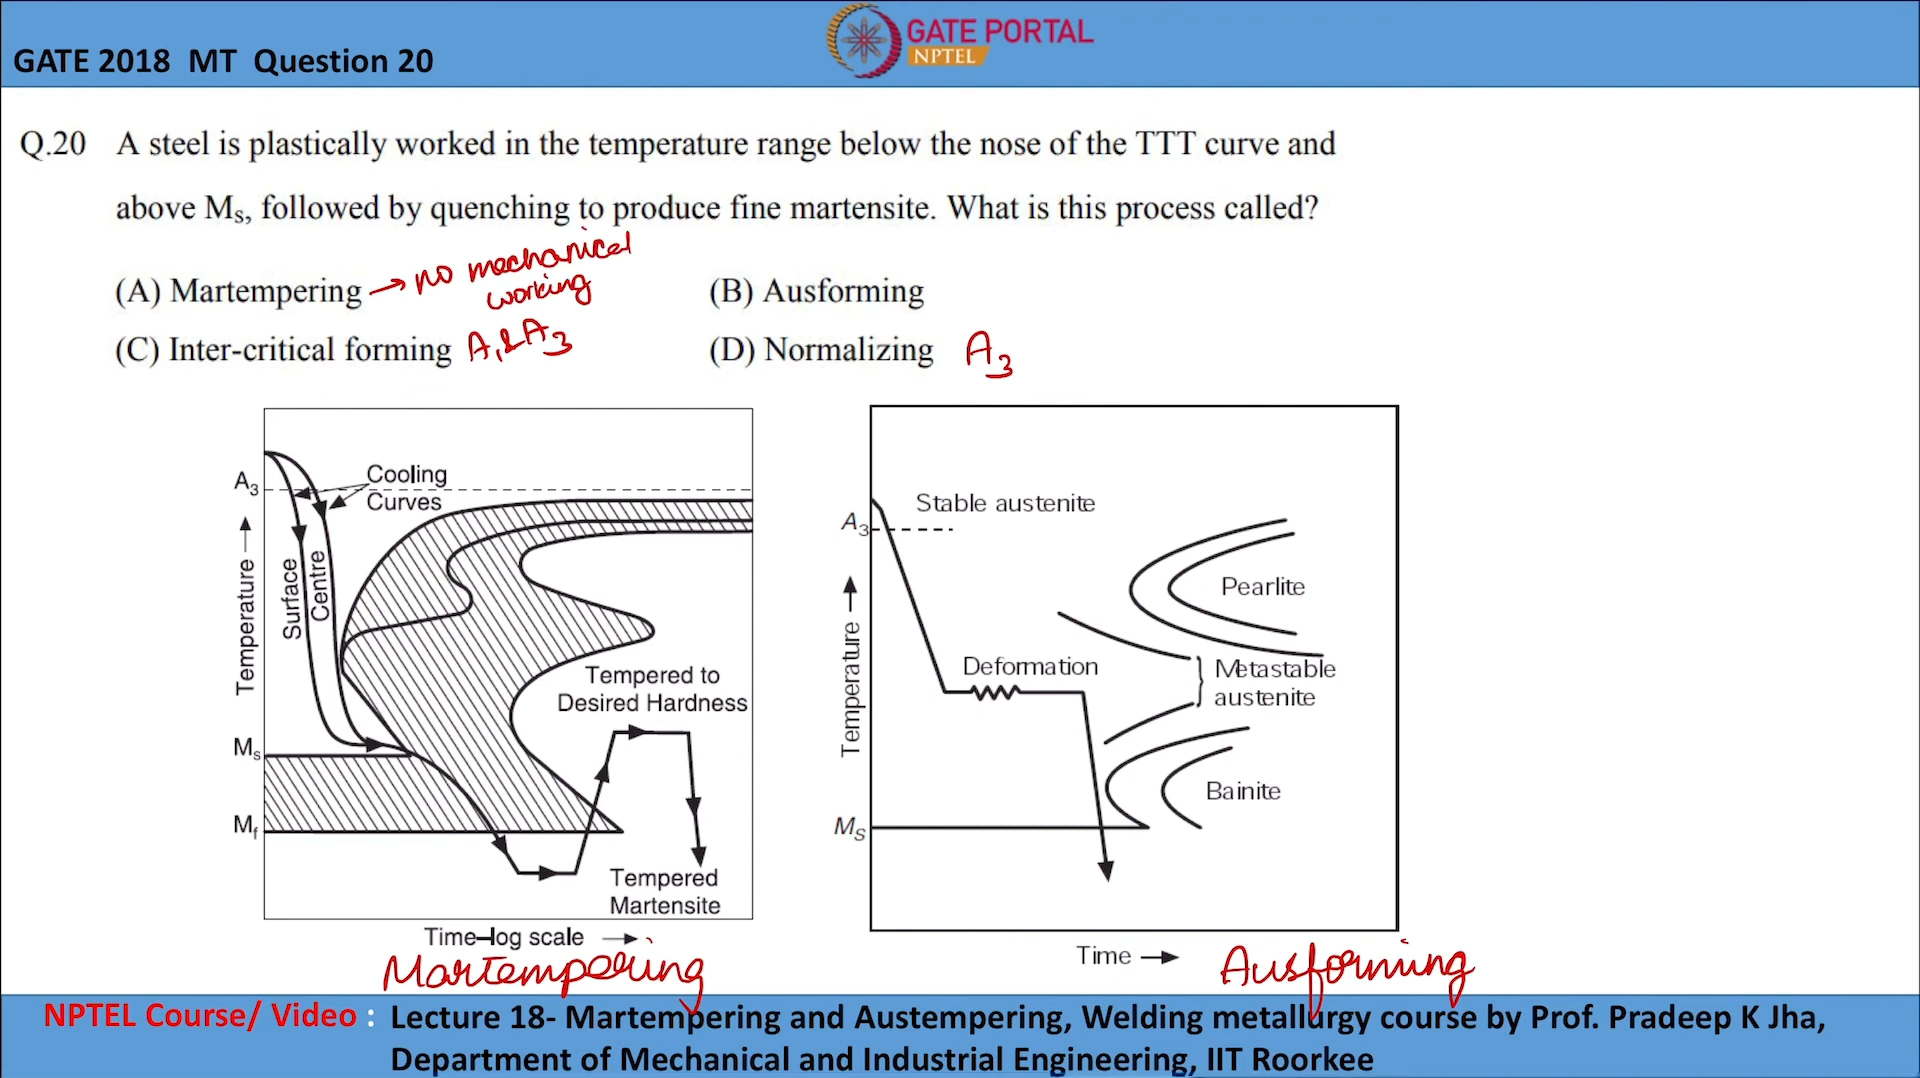 GATE PORTAL
NPTEL
GATE 2018 MT Question 20
Q.20 A steel is plastically worked in the temperature range below the nose of the TTT curve and
above Ms, followed by quenching to produce fine martensite. What is this process called?
(A) Martempering → no mechanical
working
(B) Ausforming
(C) Inter-critical forming A1 & A3
(D) Normalizing A3
Cooling
Curves
A3
Temperature →
Surface
Centre
Tempered to
Desired Hardness
Ms
Mf
Tempered
Martensite
Time–log scale →
Martempering
Stable austenite
A3
Pearlite
Temperature →
Deformation
Metastable
austenite
Bainite
Ms
Time →
Ausforming
NPTEL Course/ Video : Lecture 18- Martempering and Austempering, Welding metallurgy course by Prof. Pradeep K Jha,
Department of Mechanical and Industrial Engineering, IIT Roorkee